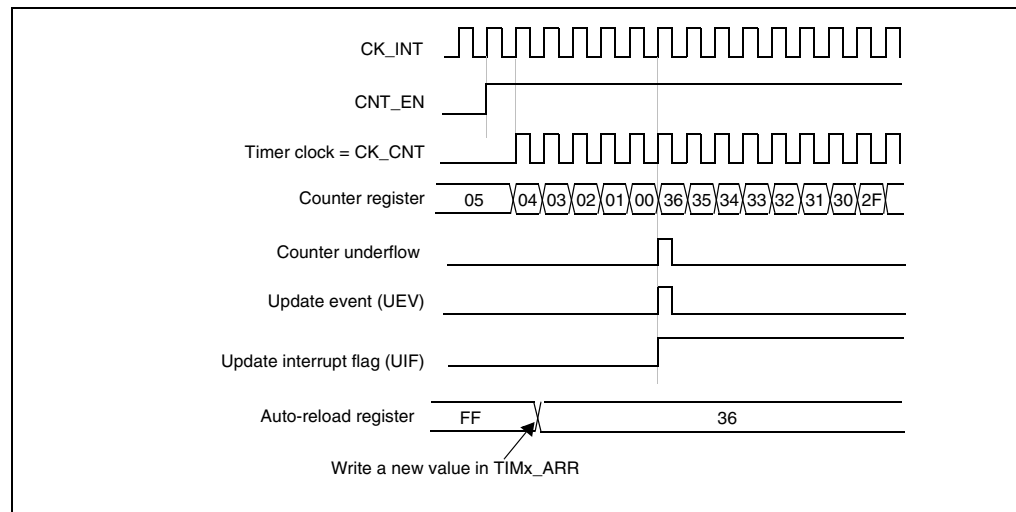 CK_INT
CNT_EN
Timer clock = CK_CNT
Counter register 05 04 03 02 01 00 36 35 34 33 32 31 30 2F
Counter underflow
Update event (UEV)
Update interrupt flag (UIF)
Auto-reload register FF 36
Write a new value in TIMx_ARR